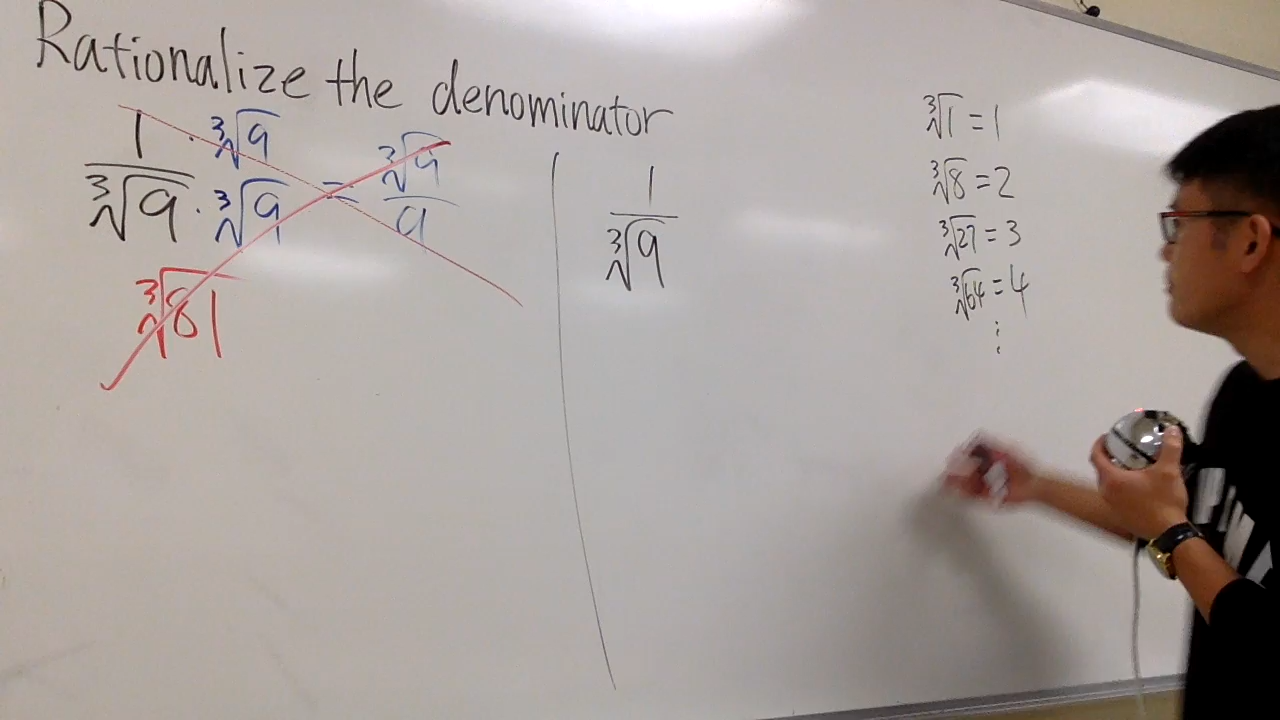 Rationalize the denominator
1 · ∛9 / ∛9 · ∛9 = ∛9 / 9
∛81
1 / ∛9
∛1 = 1
∛8 = 2
∛27 = 3
∛64 = 4
⋮